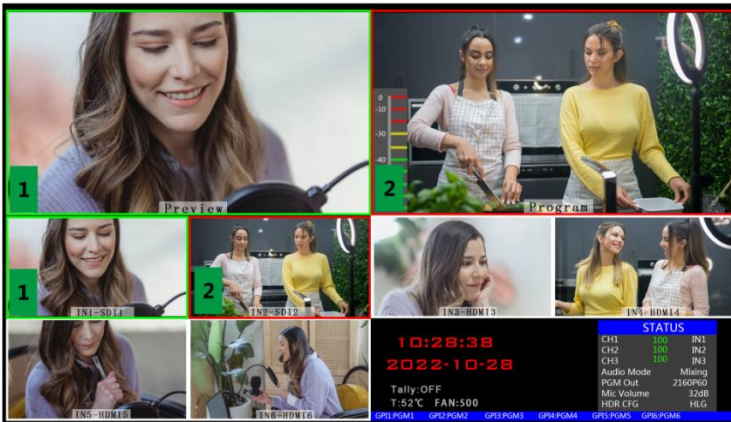 1
Preview
0
-10
-30
-40
2
Program
1
IN1-SDI1
2
IN2-SDI2
IN3-HDMI3
IN4-HDMI4
IN5-HDMI5
IN6-HDMI6
10:28:38
2022-10-28
Tally:OFF
T:52℃ FAN:500
STATUS
CH1 100 IN1
CH2 100 IN2
CH3 100 IN3
Audio Mode Mixing
PGM Out 2160P60
Mic Volume 32dB
HDR CFG HLG
GPI1:PGM1 GPI2:PGM2 GPI3:PGM3 GPI4:PGM4 GPI5:PGM5 GPI6:PGM6